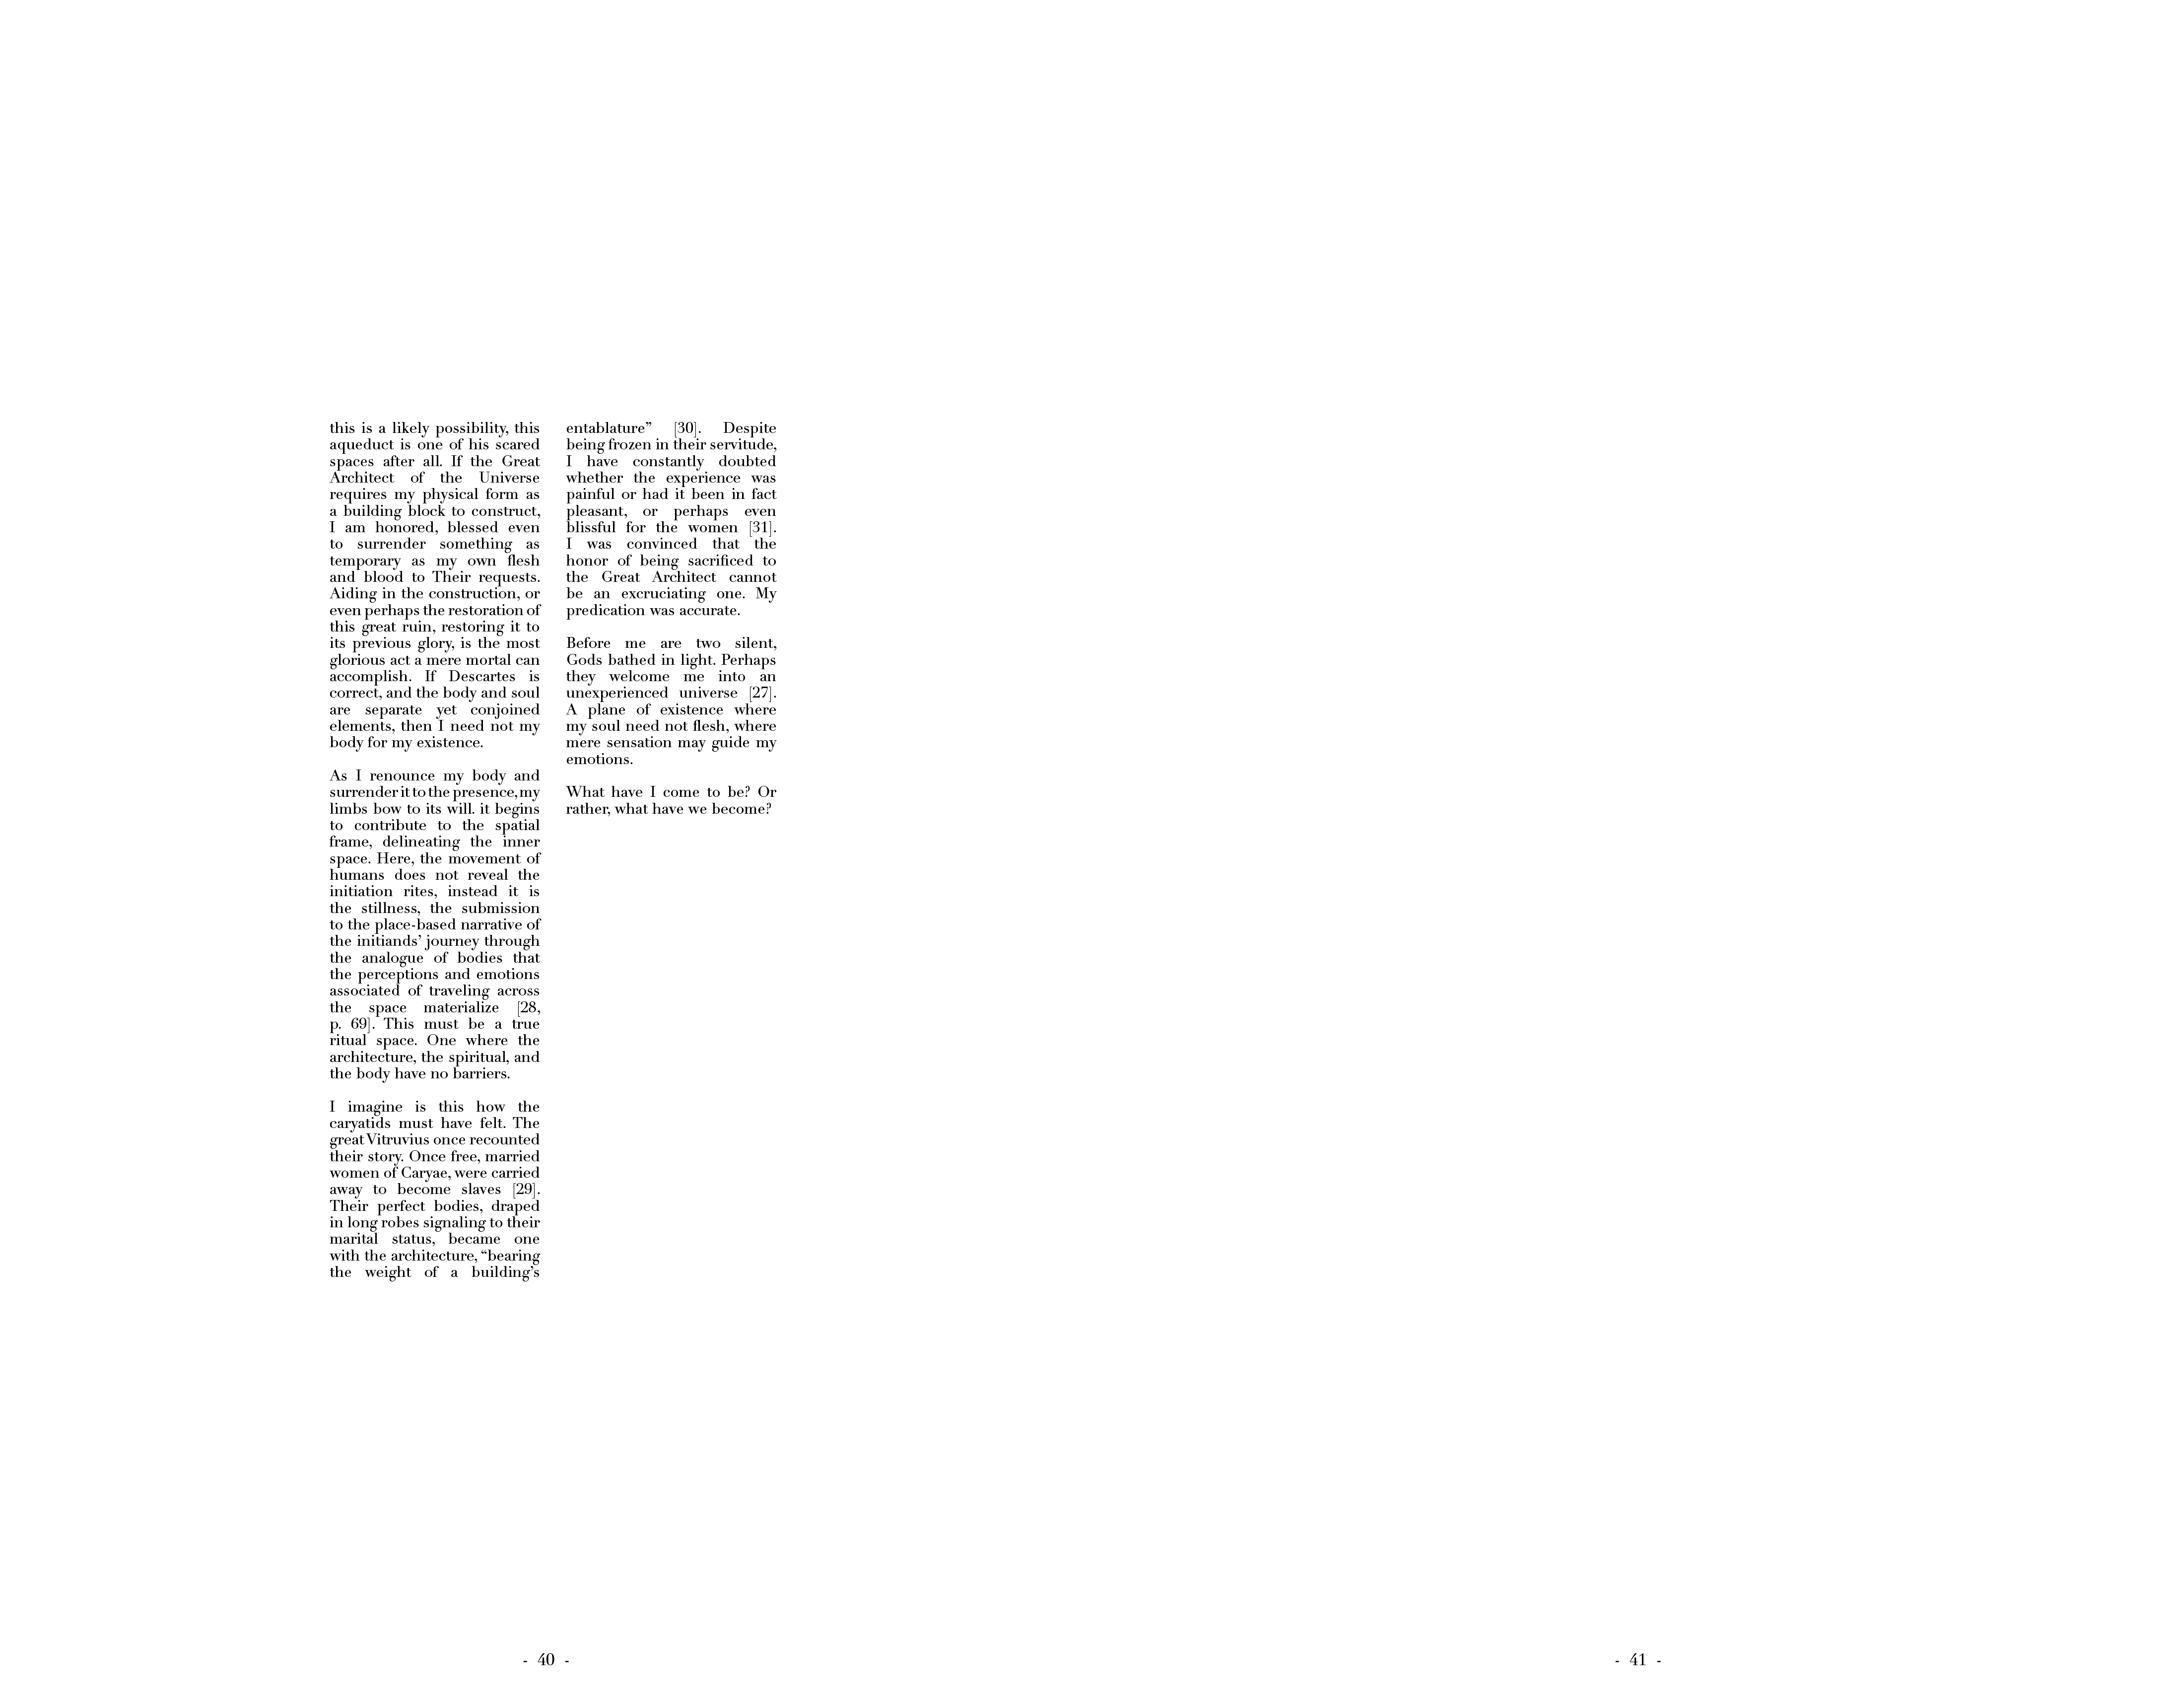 this is a likely possibility, this
aqueduct is one of his scared
spaces after all. If the Great
Architect of the Universe
requires my physical form as
a building block to construct,
I am honored, blessed even
to surrender something as
temporary as my own flesh
and blood to Their requests.
Aiding in the construction, or
even perhaps the restoration of
this great ruin, restoring it to
its previous glory, is the most
glorious act a mere mortal can
accomplish. If Descartes is
correct, and the body and soul
are separate yet conjoined
elements, then I need not my
body for my existence.
As I renounce my body and
surrender it to the presence, my
limbs bow to its will. it begins
to contribute to the spatial
frame, delineating the inner
space. Here, the movement of
humans does not reveal the
initiation rites, instead it is
the stillness, the submission
to the place-based narrative of
the initiands’ journey through
the analogue of bodies that
the perceptions and emotions
associated of traveling across
the space materialize [28,
p. 69]. This must be a true
ritual space. One where the
architecture, the spiritual, and
the body have no barriers.
I imagine is this how the
caryatids must have felt. The
great Vitruvius once recounted
their story. Once free, married
women of Caryae, were carried
away to become slaves [29].
Their perfect bodies, draped
in long robes signaling to their
marital status, became one
with the architecture, “bearing
the weight of a building’s
entablature” [30]. Despite
being frozen in their servitude,
I have constantly doubted
whether the experience was
painful or had it been in fact
pleasant, or perhaps even
blissful for the women [31].
I was convinced that the
honor of being sacrificed to
the Great Architect cannot
be an excruciating one. My
predication was accurate.
Before me are two silent,
Gods bathed in light. Perhaps
they welcome me into an
unexperienced universe [27].
A plane of existence where
my soul need not flesh, where
mere sensation may guide my
emotions.
What have I come to be? Or
rather, what have we become?
- 40 -
- 41 -